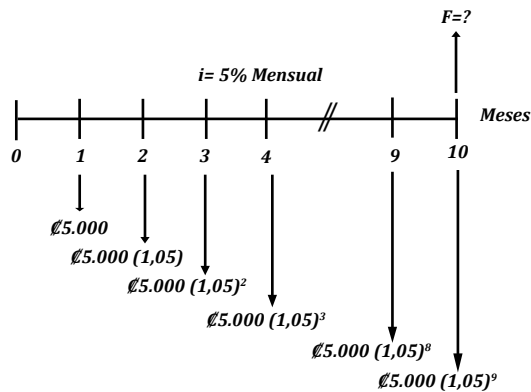 F=?
i= 5% Mensual
Meses
0 1 2 3 4 9 10
₡5.000
₡5.000 (1,05)
₡5.000 (1,05)²
₡5.000 (1,05)³
₡5.000 (1,05)⁸
₡5.000 (1,05)⁹